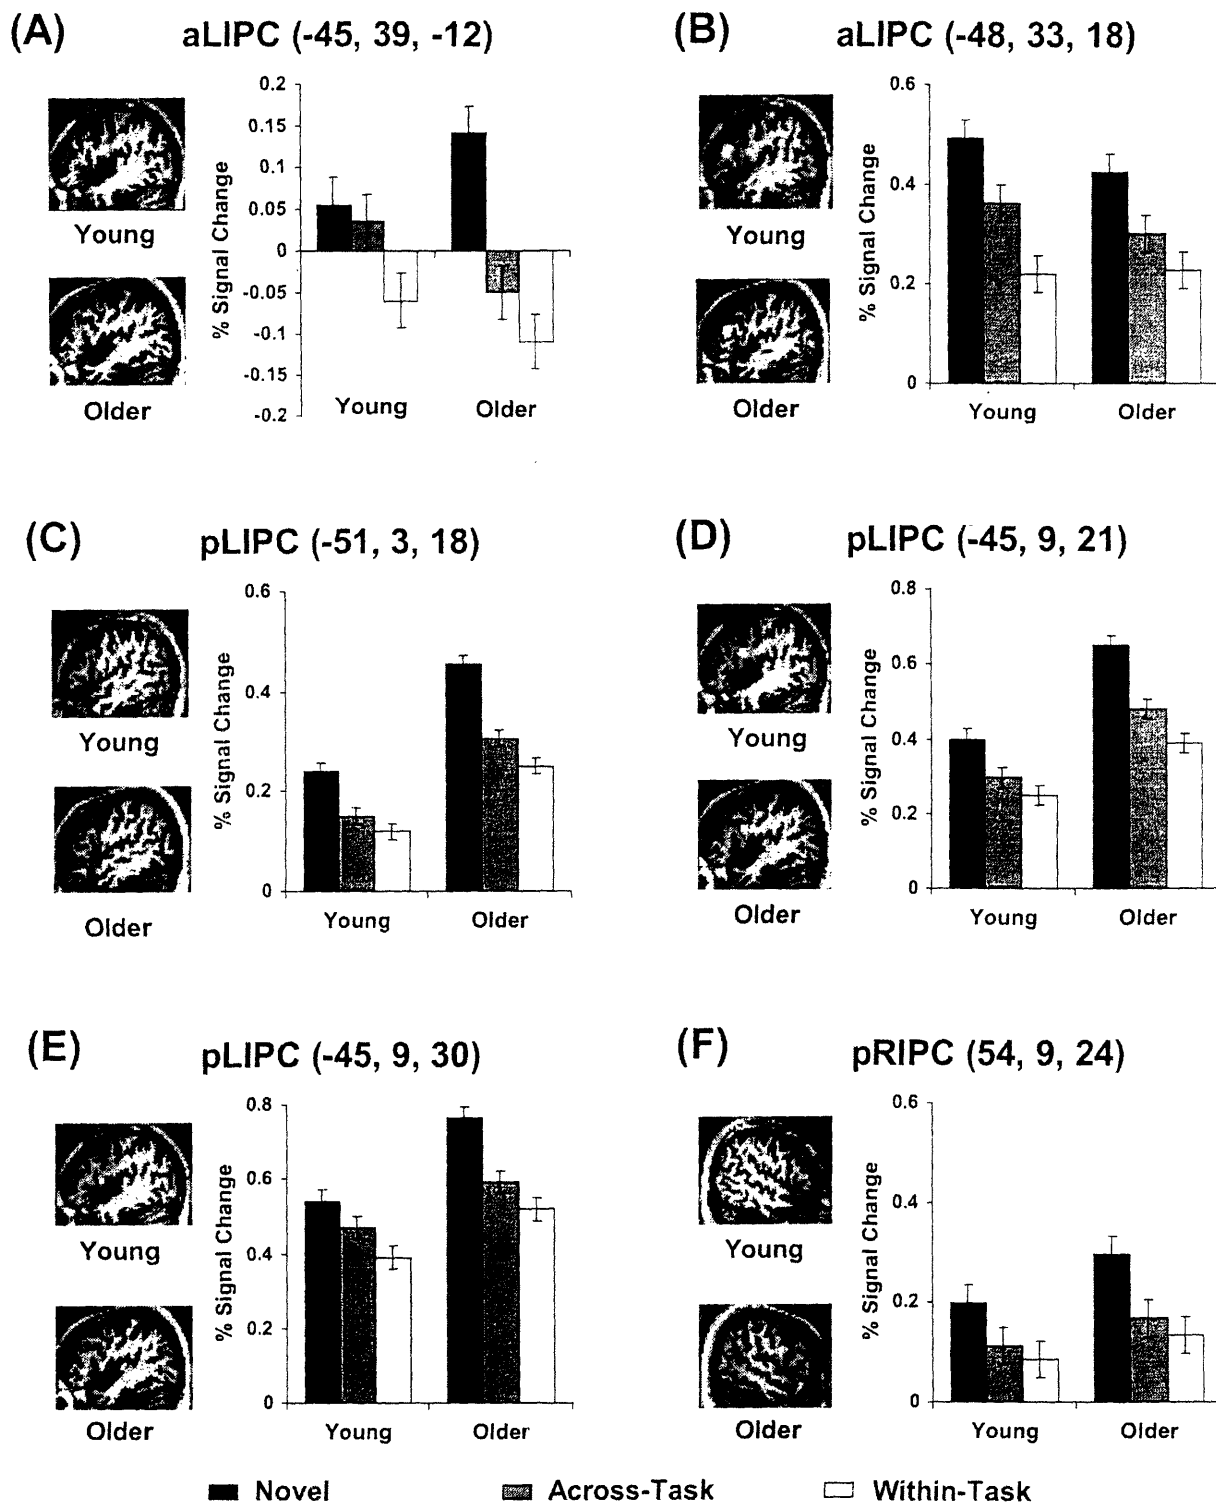 (A) aLIPC (-45, 39, -12)
0.2
0.15
0.1
0.05
0
-0.05
-0.1
-0.15
-0.2
% Signal Change
Young
Older
Young Older
(B) aLIPC (-48, 33, 18)
0.6
0.4
0.2
0
% Signal Change
Young
Older
Young Older
(C) pLIPC (-51, 3, 18)
0.6
0.4
0.2
0
% Signal Change
Young
Older
Young Older
(D) pLIPC (-45, 9, 21)
0.8
0.6
0.4
0.2
0
% Signal Change
Young
Older
Young Older
(E) pLIPC (-45, 9, 30)
0.8
0.6
0.4
0.2
0
% Signal Change
Young
Older
Young Older
(F) pRIPC (54, 9, 24)
0.6
0.4
0.2
0
% Signal Change
Young
Older
Young Older
Novel Across-Task Within-Task